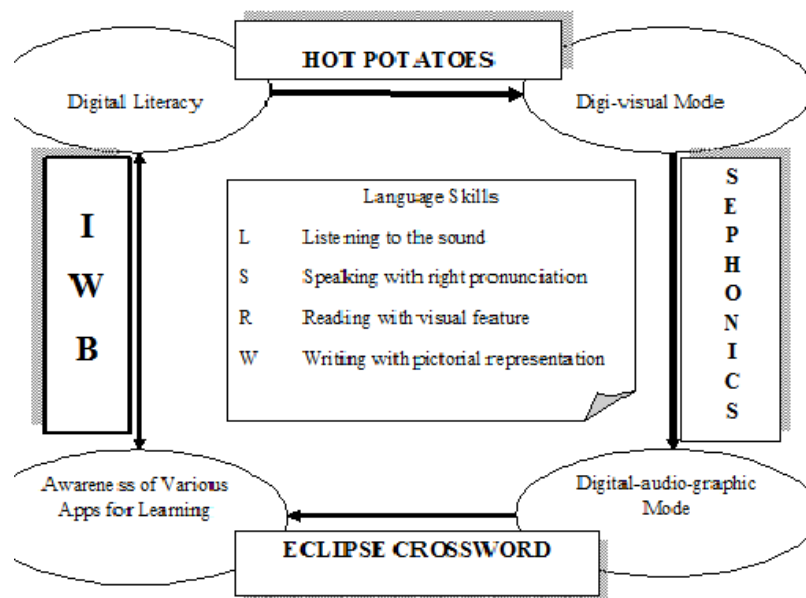 HOT POTATOES
Digital Literacy
Digi-visual Mode
I
W
B
Language Skills
L Listening to the sound
S Speaking with right pronunciation
R Reading with visual feature
W Writing with pictorial representation
S
E
P
H
O
N
I
C
S
Awareness of Various
Apps for Learning
Digital-audio-graphic
Mode
ECLIPSE CROSSWORD